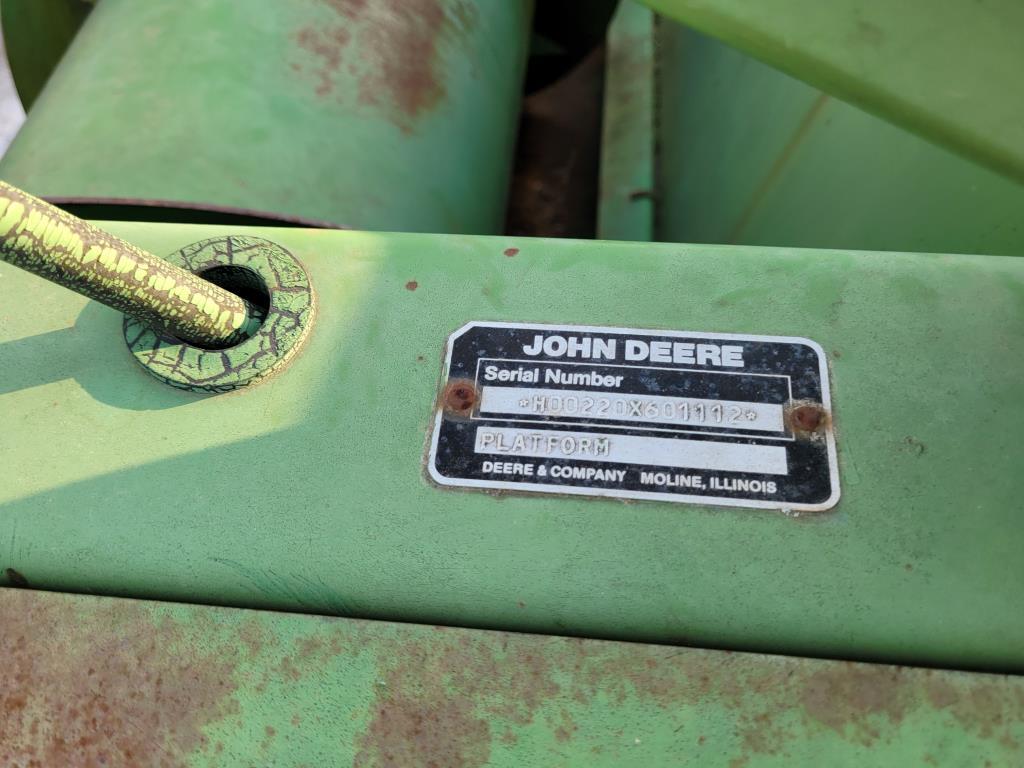 JOHN DEERE
Serial Number
*H00220X601112*
PLATFORM
DEERE & COMPANY MOLINE, ILLINOIS